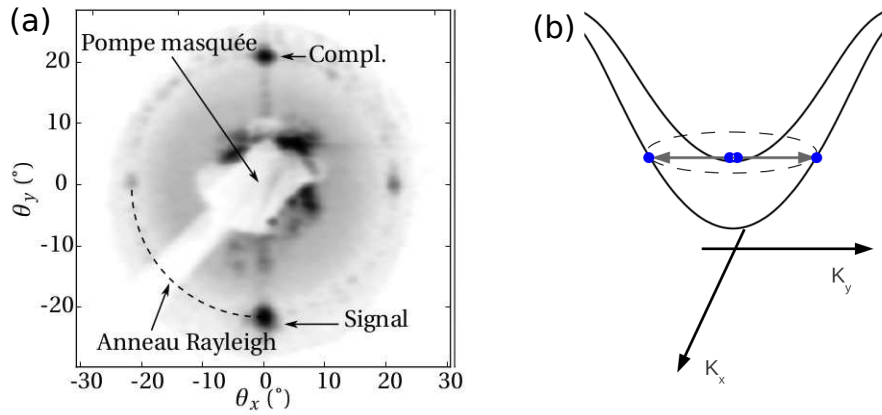 (a)
Pompe masquée
Compl.
20
10
0
-10
-20
θy (°)
Signal
Anneau Rayleigh
-30
-20
-10
0
10
20
30
θx (°)
(b)
Ky
Kx